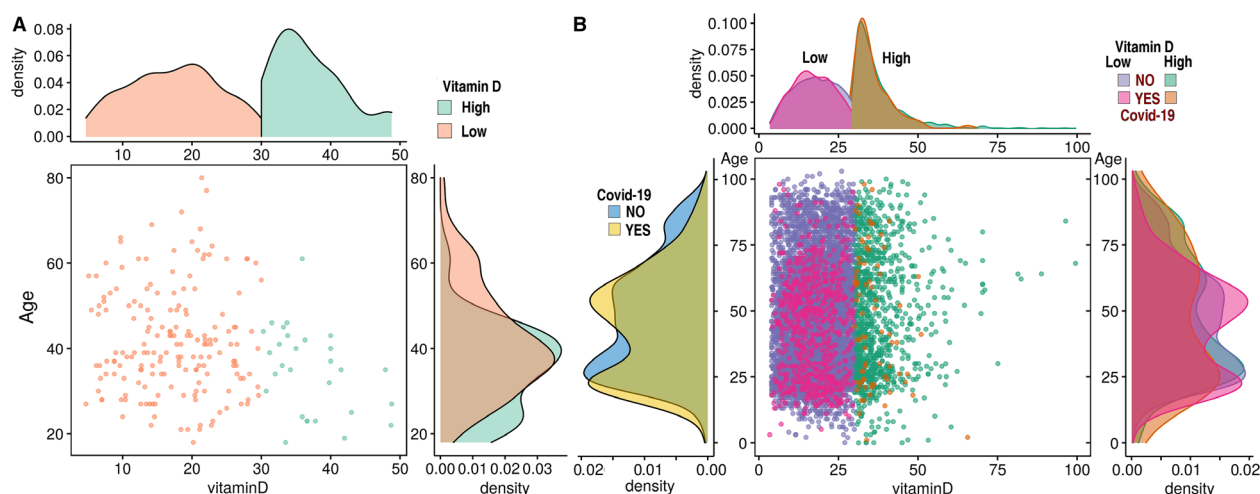 A
density
0.08
0.06
0.04
0.02
0.00
10
20
30
40
50
Vitamin D
High
Low
Age
80
60
40
20
10
20
30
40
50
vitaminD
80
60
40
20
0.00
0.01
0.02
0.03
density
B
Covid-19
NO
YES
0.02
0.01
0.00
density
density
0.100
0.075
0.050
0.025
0.000
Low
High
0
25
50
75
100
Vitamin D
Low High
NO
YES
Covid-19
Age
100
75
50
25
0
0
25
50
75
100
vitaminD
Age
100
75
50
25
0
0.00
0.01
0.02
density